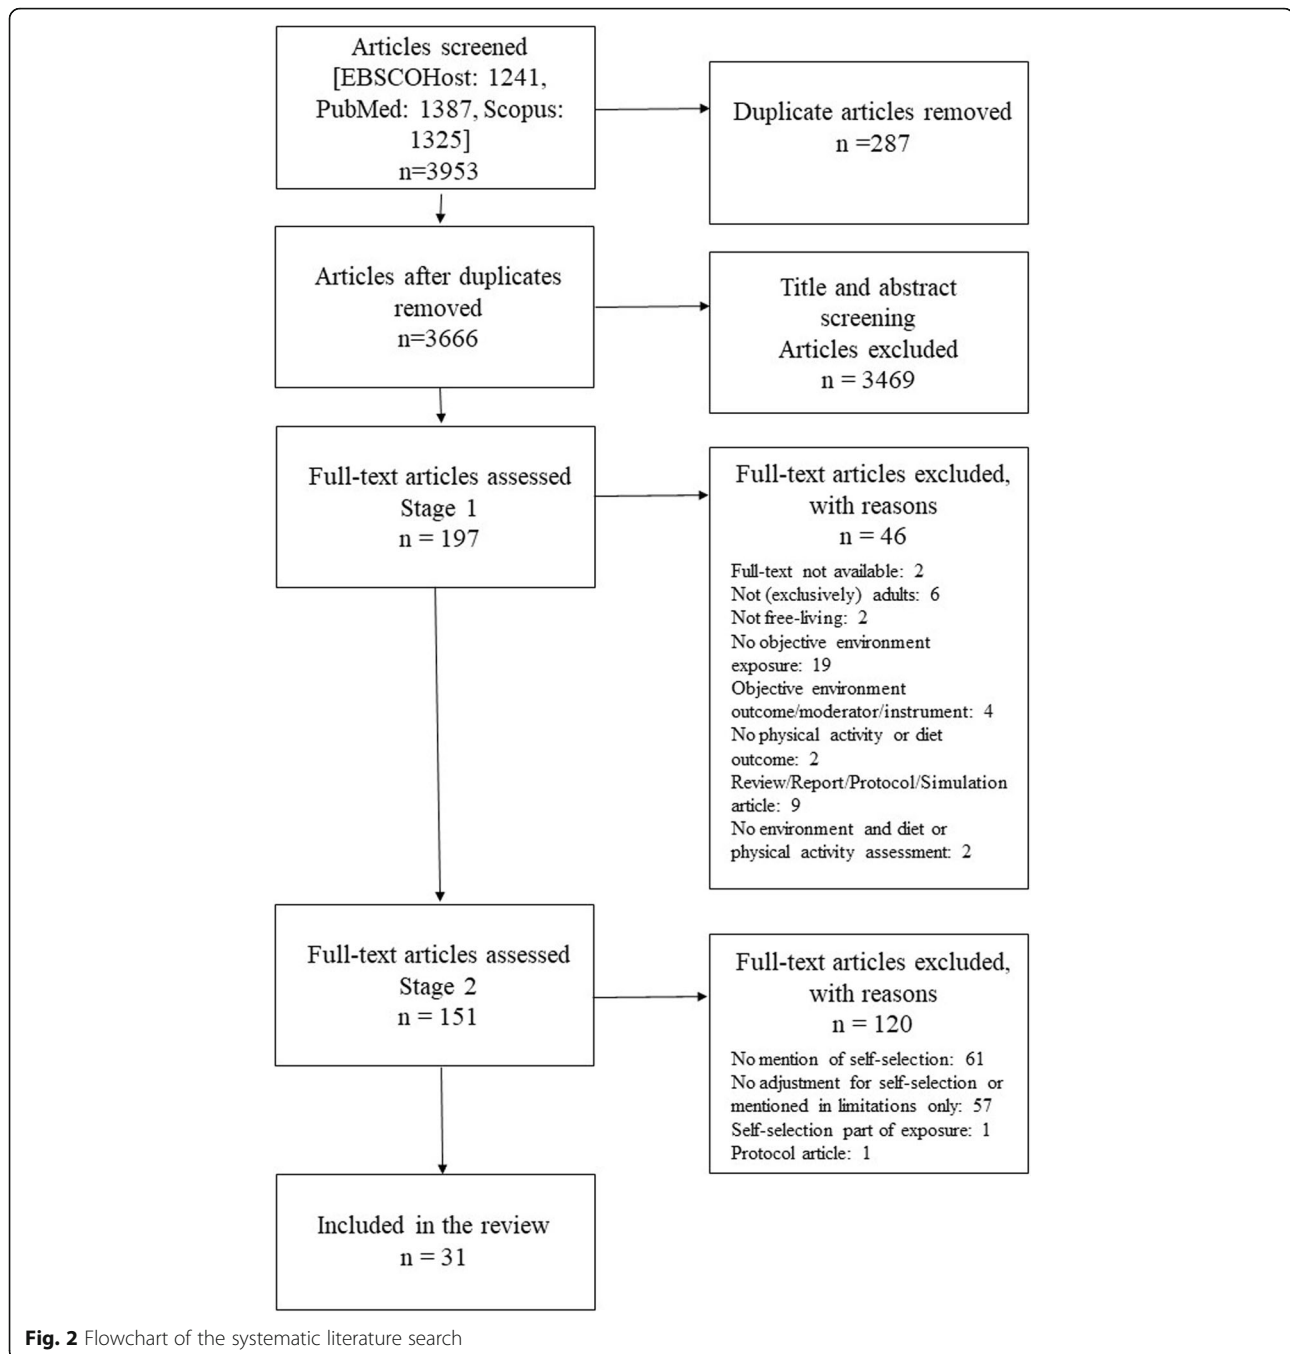 Articles screened
[EBSCOHost: 1241,
PubMed: 1387, Scopus:
1325]
n=3953
Duplicate articles removed
n =287
Articles after duplicates
removed
n=3666
Title and abstract
screening
Articles excluded
n = 3469
Full-text articles assessed
Stage 1
n = 197
Full-text articles excluded,
with reasons
n = 46
Full-text not available: 2
Not (exclusively) adults: 6
Not free-living: 2
No objective environment
exposure: 19
Objective environment
outcome/moderator/instrument: 4
No physical activity or diet
outcome: 2
Review/Report/Protocol/Simulation
article: 9
No environment and diet or
physical activity assessment: 2
Full-text articles assessed
Stage 2
n = 151
Full-text articles excluded,
with reasons
n = 120
No mention of self-selection: 61
No adjustment for self-selection or
mentioned in limitations only: 57
Self-selection part of exposure: 1
Protocol article: 1
Included in the review
n = 31
Fig. 2 Flowchart of the systematic literature search